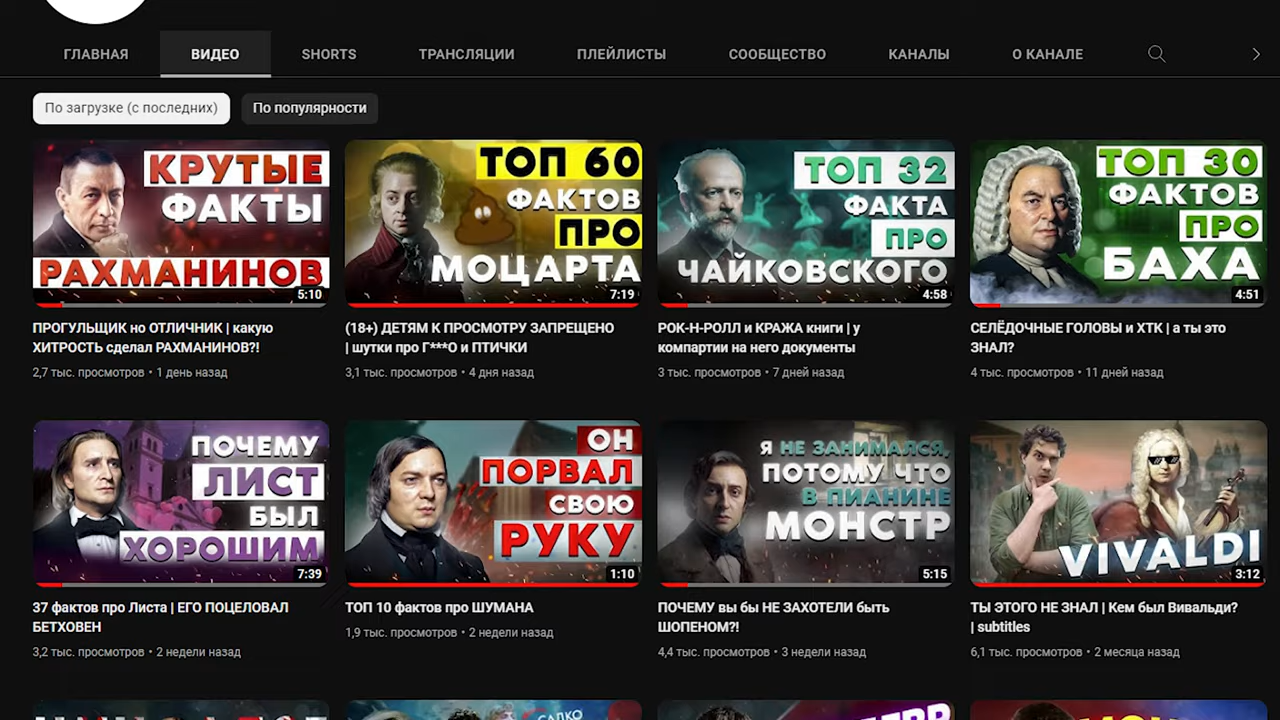 ГЛАВНАЯ ВИДЕО SHORTS ТРАНСЛЯЦИИ ПЛЕЙЛИСТЫ СООБЩЕСТВО КАНАЛЫ О КАНАЛЕ
По загрузке (с последних) По популярности
КРУТЫЕ
ФАКТЫ
РАХМАНИНОВ
5:10
ПРОГУЛЬЩИК но ОТЛИЧНИК | какую
ХИТРОСТЬ сделал РАХМАНИНОВ?!
2,7 тыс. просмотров • 1 день назад
ТОП 60
ФАКТОВ
ПРО
МОЦАРТА
7:19
(18+) ДЕТЯМ К ПРОСМОТРУ ЗАПРЕЩЕНО
| шутки про Г***О и ПТИЧКИ
3,1 тыс. просмотров • 4 дня назад
ТОП 32
ФАКТА
ПРО
ЧАЙКОВСКОГО
4:58
РОК-Н-РОЛЛ и КРАЖА книги | у
компартии на него документы
3 тыс. просмотров • 7 дней назад
ТОП 30
ФАКТОВ
ПРО
БАХА
4:51
СЕЛЁДОЧНЫЕ ГОЛОВЫ и ХТК | а ты это
ЗНАЛ?
4 тыс. просмотров • 11 дней назад
ПОЧЕМУ
ЛИСТ
БЫЛ
ХОРОШИМ
7:39
37 фактов про Листа | ЕГО ПОЦЕЛОВАЛ
БЕТХОВЕН
3,2 тыс. просмотров • 2 недели назад
ОН
ПОРВАЛ
СВОЮ
РУКУ
1:10
ТОП 10 фактов про ШУМАНА
1,9 тыс. просмотров • 2 недели назад
Я НЕ ЗАНИМАЛСЯ,
ПОТОМУ ЧТО
В ПИАНИНЕ
МОНСТР
5:15
ПОЧЕМУ вы бы НЕ ЗАХОТЕЛИ быть
ШОПЕНОМ?!
4,4 тыс. просмотров • 3 недели назад
VIVALDI
3:12
ТЫ ЭТОГО НЕ ЗНАЛ | Кем был Вивальди?
| subtitles
6,1 тыс. просмотров • 2 месяца назад
САДКО